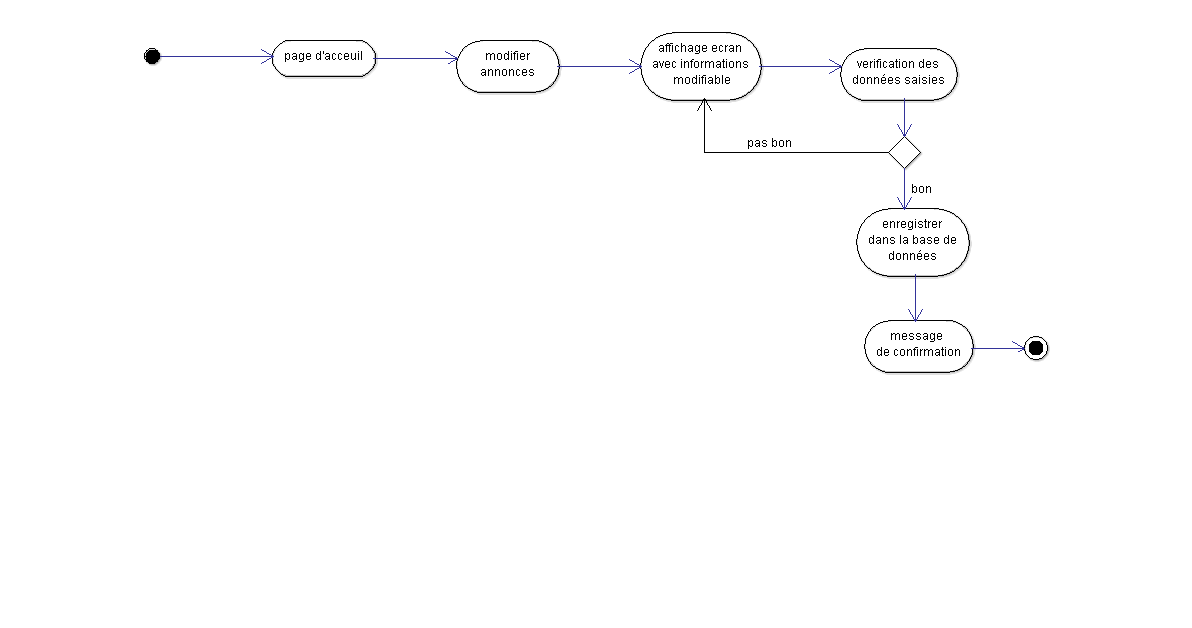 page d'acceuil
modifier
annonces
affichage ecran
avec informations
modifiable
verification des
données saisies
pas bon
bon
enregistrer
dans la base de
données
message
de confirmation